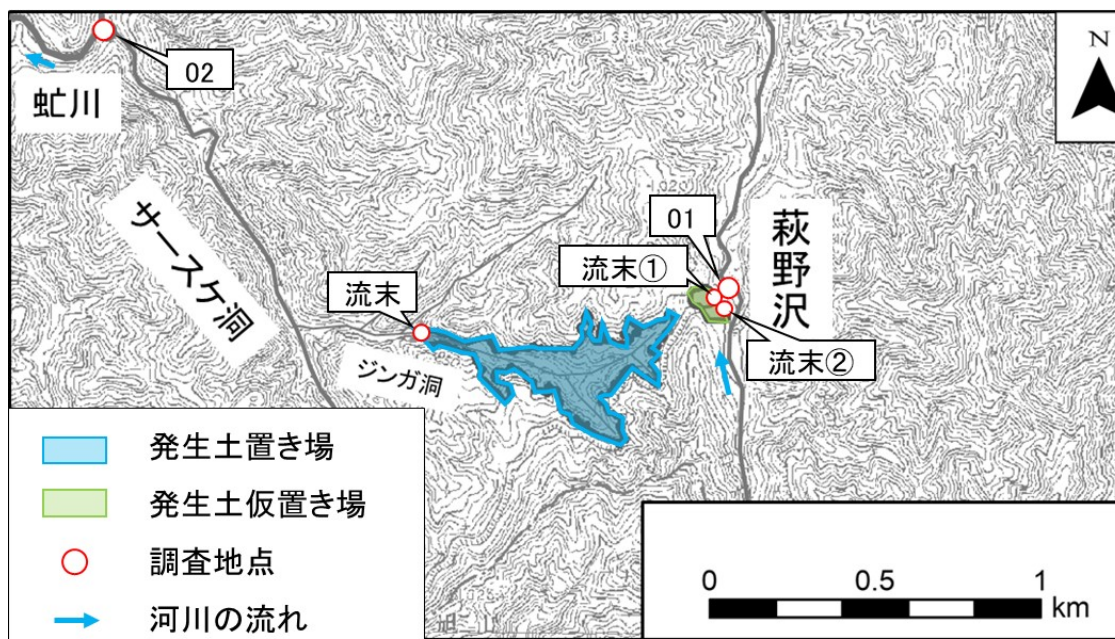 N
02
虻川
サースケ洞
01
萩野沢
流末①
流末
流末②
ジンガ洞
発生土置き場
発生土仮置き場
調査地点
河川の流れ
0
0.5
1
km